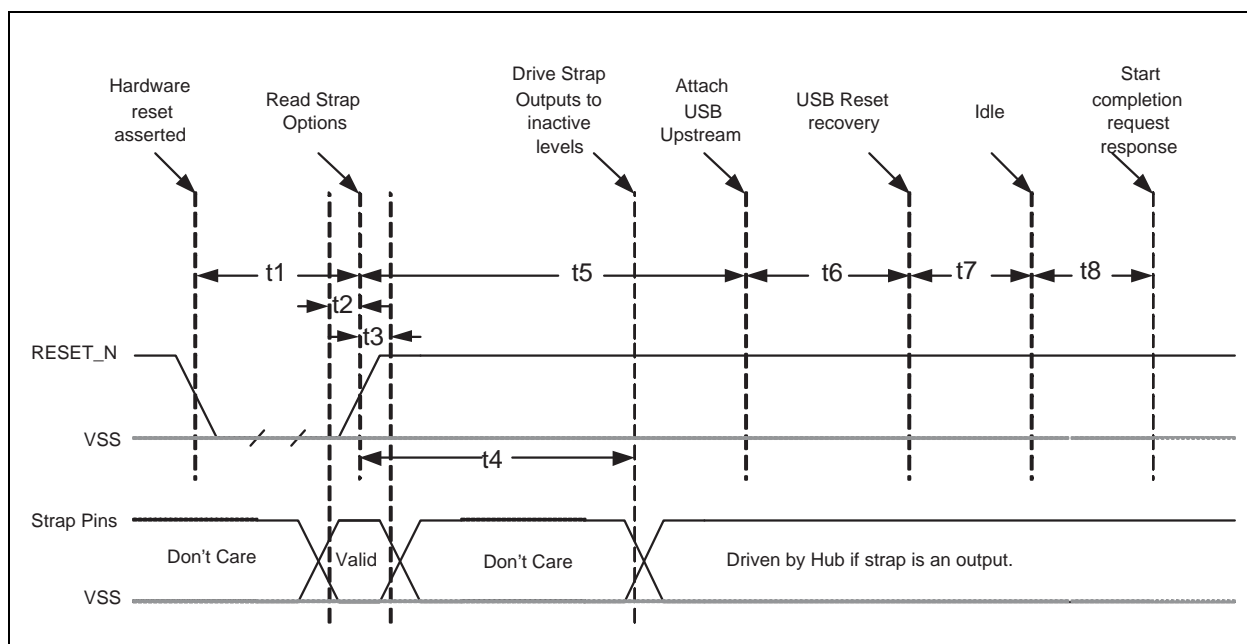 Hardware
reset
asserted
Read Strap
Options
Drive Strap
Outputs to
inactive
levels
Attach
USB
Upstream
USB Reset
recovery
Idle
Start
completion
request
response
t1
t5
t6
t7
t8
t2
t3
RESET_N
VSS
t4
Strap Pins
Don't Care
Valid
Don't Care
Driven by Hub if strap is an output.
VSS